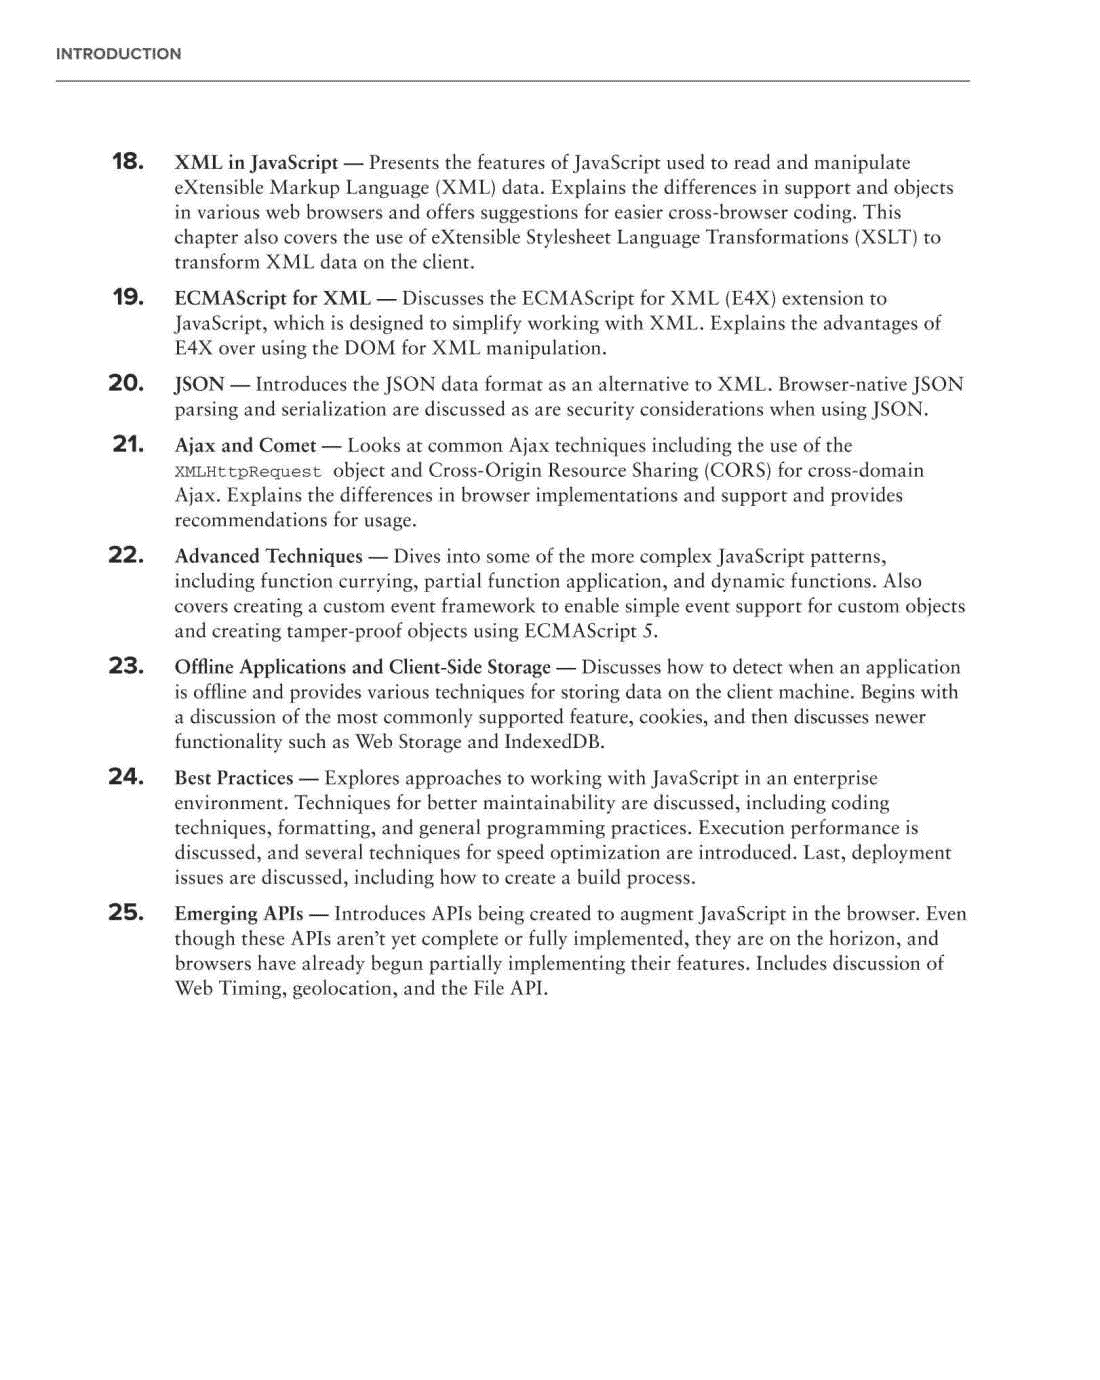 INTRODUCTION
18. XML in JavaScript — Presents the features of JavaScript used to read and manipulate
eXtensible Markup Language (XML) data. Explains the differences in support and objects
in various web browsers and offers suggestions for easier cross-browser coding. This
chapter also covers the use of eXtensible Stylesheet Language Transformations (XSLT) to
transform XML data on the client.
19. ECMAScript for XML — Discusses the ECMAScript for XML (E4X) extension to
JavaScript, which is designed to simplify working with XML. Explains the advantages of
E4X over using the DOM for XML manipulation.
20. JSON — Introduces the JSON data format as an alternative to XML. Browser-native JSON
parsing and serialization are discussed as are security considerations when using JSON.
21. Ajax and Comet — Looks at common Ajax techniques including the use of the
XMLHttpRequest object and Cross-Origin Resource Sharing (CORS) for cross-domain
Ajax. Explains the differences in browser implementations and support and provides
recommendations for usage.
22. Advanced Techniques — Dives into some of the more complex JavaScript patterns,
including function currying, partial function application, and dynamic functions. Also
covers creating a custom event framework to enable simple event support for custom objects
and creating tamper-proof objects using ECMAScript 5.
23. Offline Applications and Client-Side Storage — Discusses how to detect when an application
is offline and provides various techniques for storing data on the client machine. Begins with
a discussion of the most commonly supported feature, cookies, and then discusses newer
functionality such as Web Storage and IndexedDB.
24. Best Practices — Explores approaches to working with JavaScript in an enterprise
environment. Techniques for better maintainability are discussed, including coding
techniques, formatting, and general programming practices. Execution performance is
discussed, and several techniques for speed optimization are introduced. Last, deployment
issues are discussed, including how to create a build process.
25. Emerging APIs — Introduces APIs being created to augment JavaScript in the browser. Even
though these APIs aren't yet complete or fully implemented, they are on the horizon, and
browsers have already begun partially implementing their features. Includes discussion of
Web Timing, geolocation, and the File API.